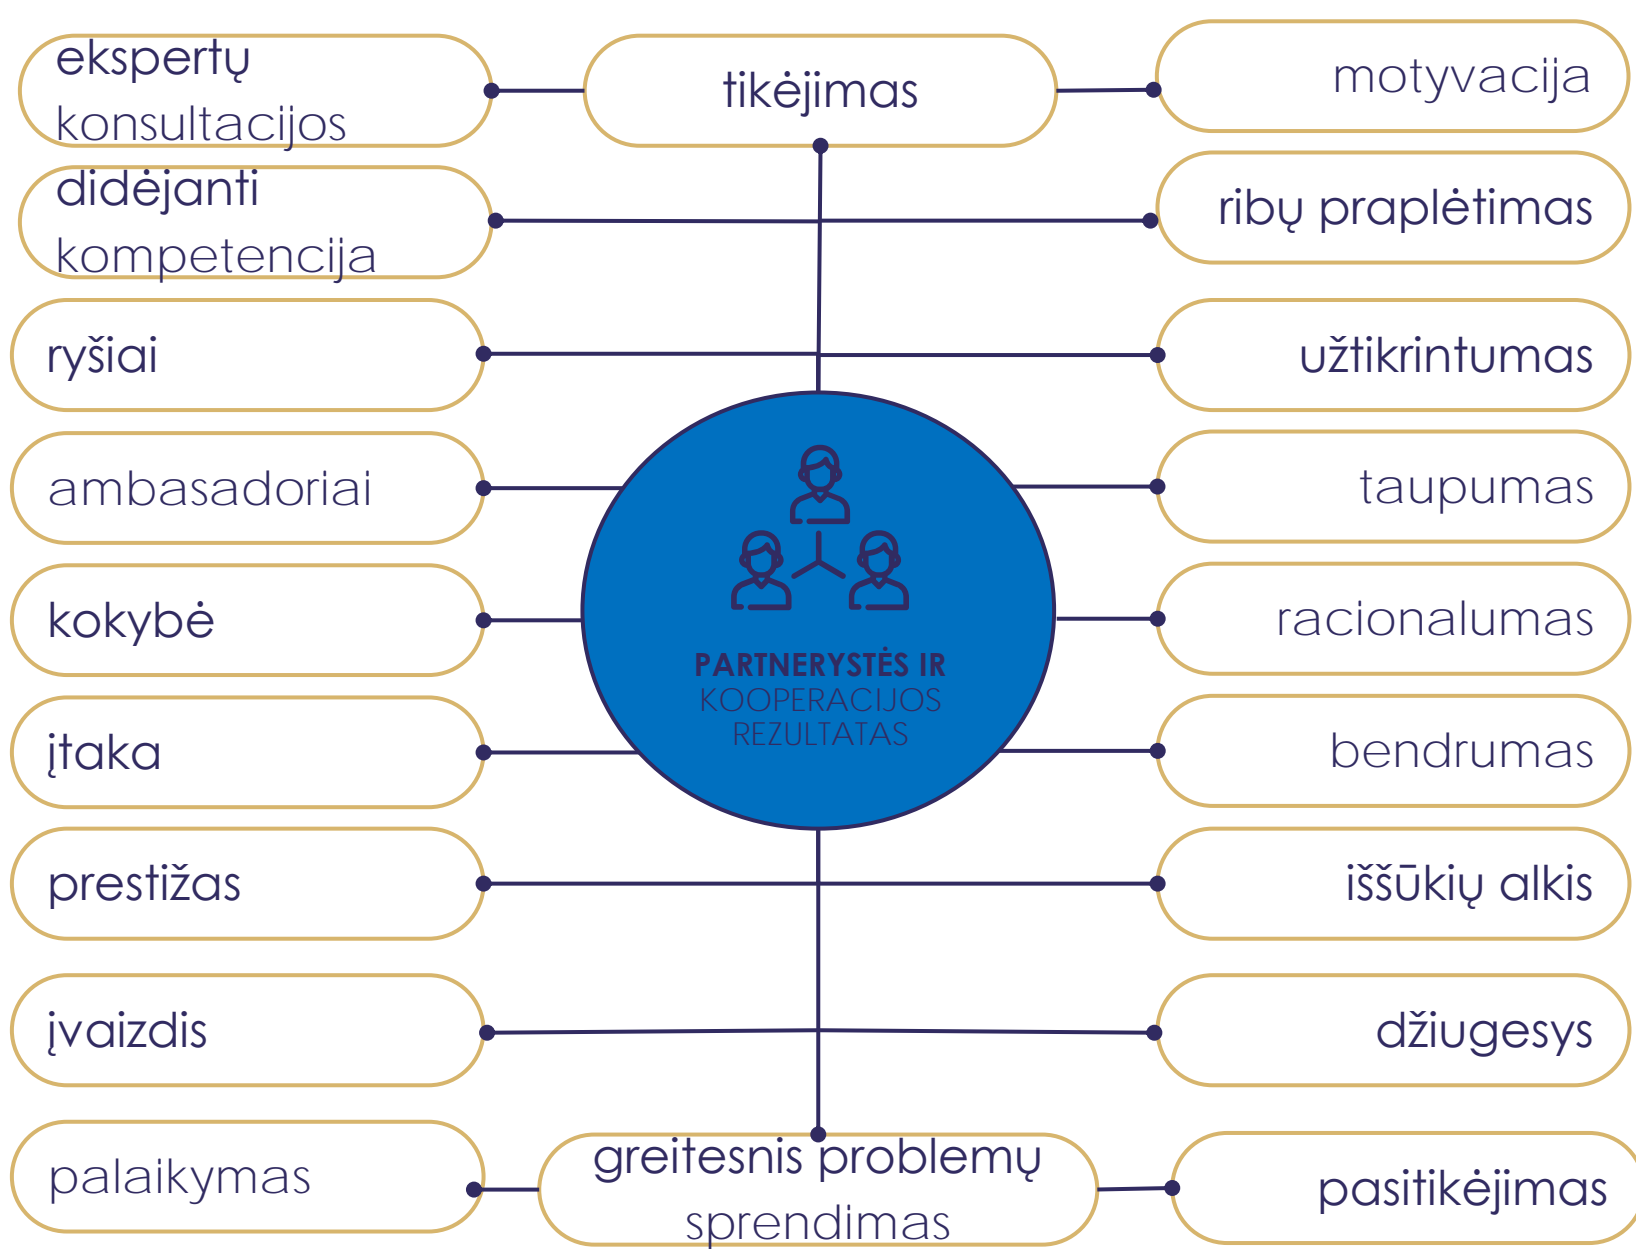 ekspertų
konsultacijos
tikėjimas
motyvacija
didėjanti
kompetencija
ribų praplėtimas
ryšiai
užtikrintumas
ambasadoriai
taupumas
kokybė
racionalumas
PARTNERYSTĖS IR
KOOPERACIJOS
REZULTATAS
įtaka
bendrumas
prestižas
iššūkių alkis
įvaizdis
džiugesys
palaikymas
greitesnis problemų
sprendimas
pasitikėjimas